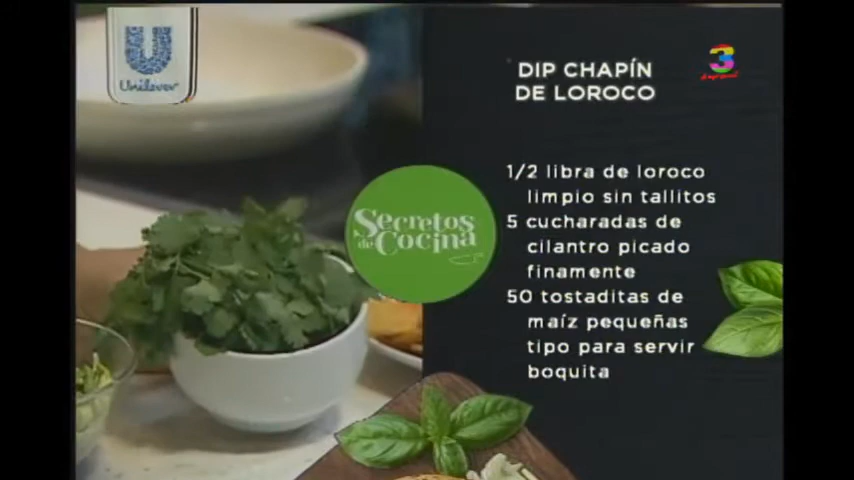 Unilever
DIP CHAPÍN
DE LOROCO
3
Secretos
de Cocina
1/2 libra de loroco
limpio sin tallitos
5 cucharadas de
cilantro picado
finamente
50 tostaditas de
maíz pequeñas
tipo para servir
boquita